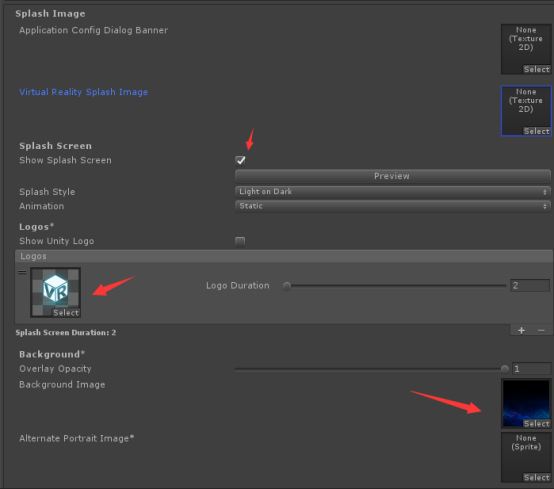 Splash Image
Application Config Dialog Banner
None
(Texture
2D)
Select
Virtual Reality Splash Image
None
(Texture
2D)
Select
Splash Screen
Show Splash Screen
Preview
Splash Style Light on Dark
Animation Static
Logos*
Show Unity Logo
Logos
VR
Select
Logo Duration 2
Splash Screen Duration: 2
+ −
Background*
Overlay Opacity 1
Background Image
Select
Alternate Portrait Image*
None
(Sprite)
Select